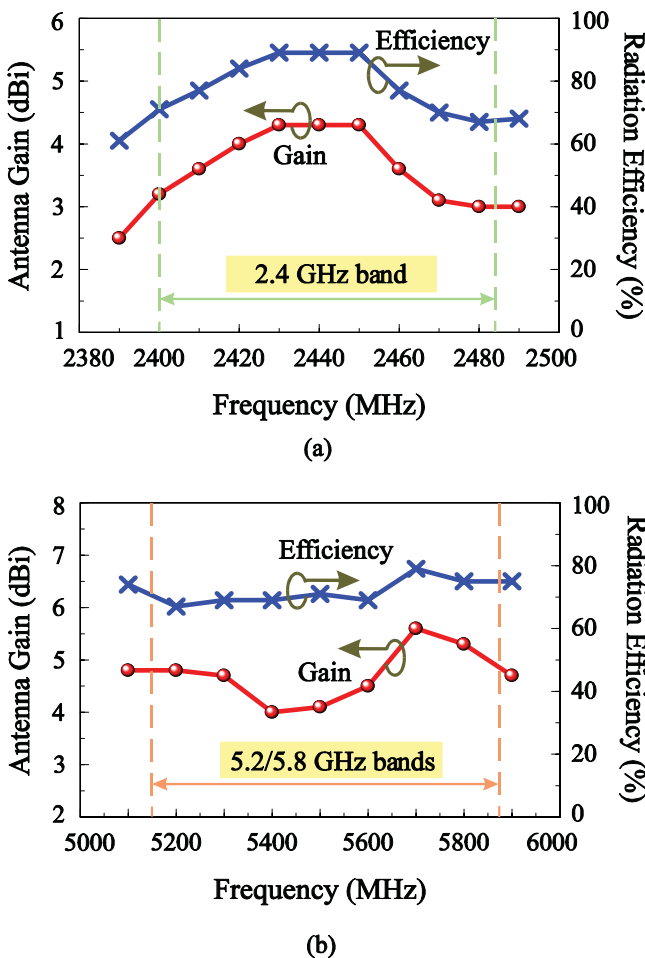 6
5
4
3
2
1
Antenna Gain (dBi)
100
80
60
40
20
0
Radiation Efficiency (%)
Efficiency
Gain
2.4 GHz band
2380 2400 2420 2440 2460 2480 2500
Frequency (MHz)
(a)
8
7
6
5
4
3
2
Antenna Gain (dBi)
100
80
60
40
20
0
Radiation Efficiency (%)
Efficiency
Gain
5.2/5.8 GHz bands
5000 5200 5400 5600 5800 6000
Frequency (MHz)
(b)